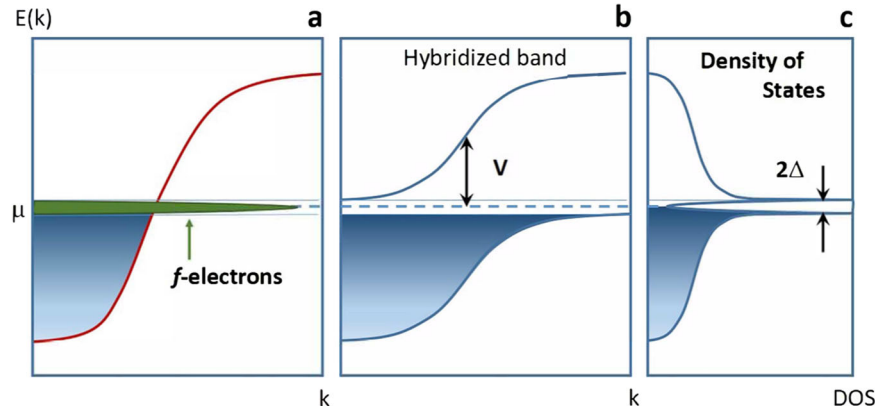 E(k)
a
b
c
Hybridized band
Density of
States
V
2Δ
μ
f-electrons
k
k
DOS